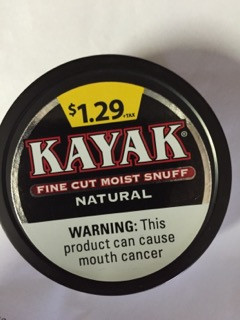 $1.29 +TAX
KAYAK®
FINE CUT MOIST SNUFF
NATURAL
WARNING: This
product can cause
mouth cancer